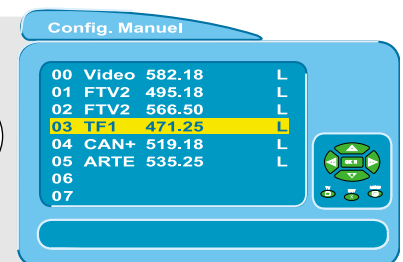 Config. Manuel
00 Video 582.18 L
01 FTV2 495.18 L
02 FTV2 566.50 L
03 TF1 471.25 L
04 CAN+ 519.18 L
05 ARTE 535.25 L
06
07